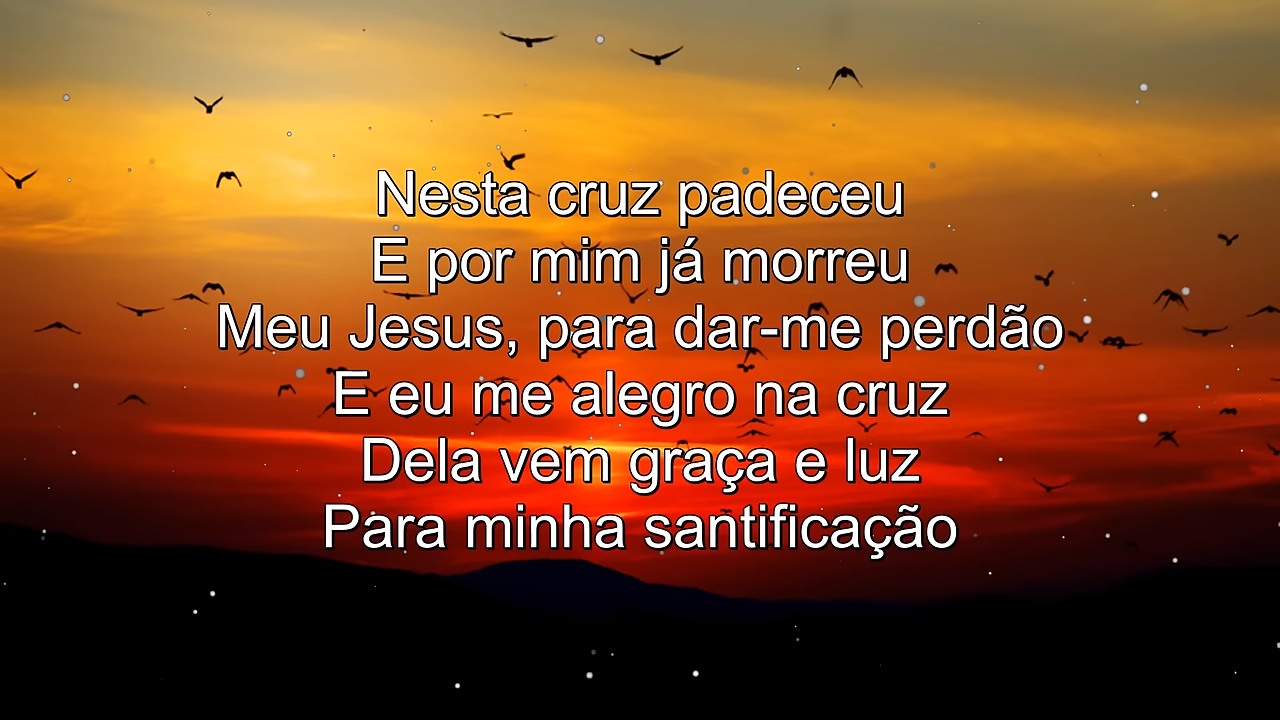 Nesta cruz padeceu
E por mim já morreu
Meu Jesus, para dar-me perdão
E eu me alegro na cruz
Dela vem graça e luz
Para minha santificação